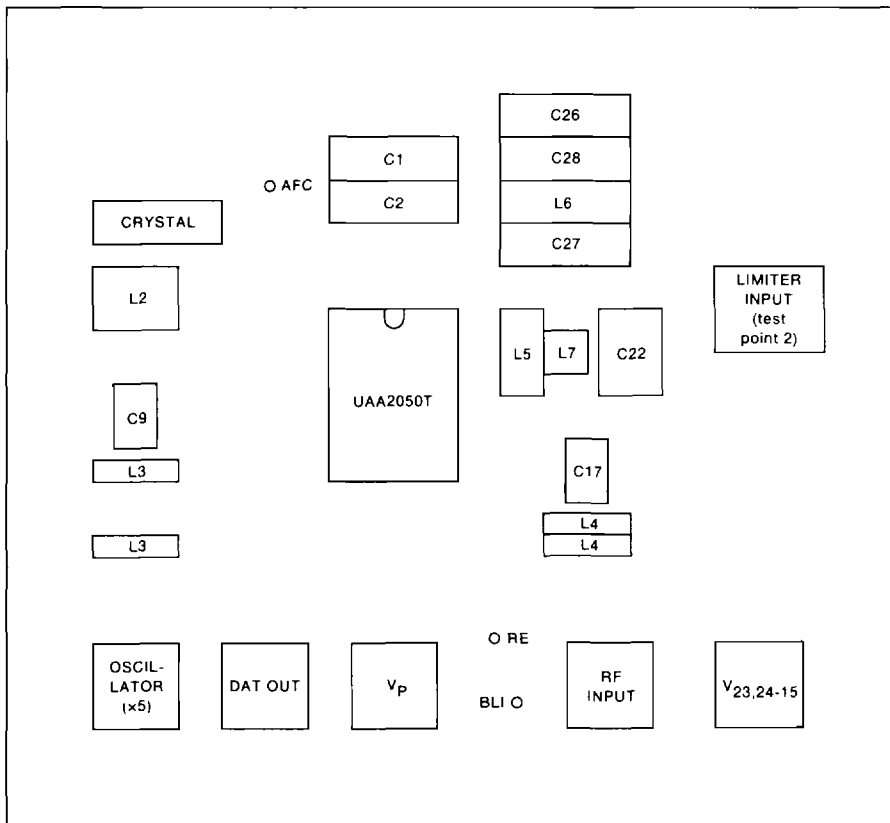 C26
C1
C28
AFC
C2
L6
CRYSTAL
C27
L2
LIMITER
INPUT
(test
point 2)
L5
L7
C22
UAA2050T
C9
L3
C17
L4
L3
L4
RE
OSCIL-
LATOR
(x5)
DAT OUT
VP
BLI
RF
INPUT
V23,24-15